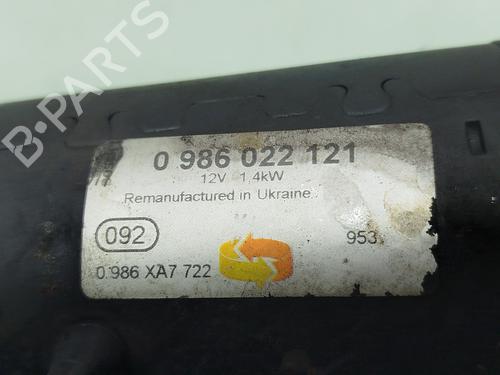 B-PARTS
0 986 022 121
12V 1,4kW
Remanufactured in Ukraine
092
953
0 986 XA7 722